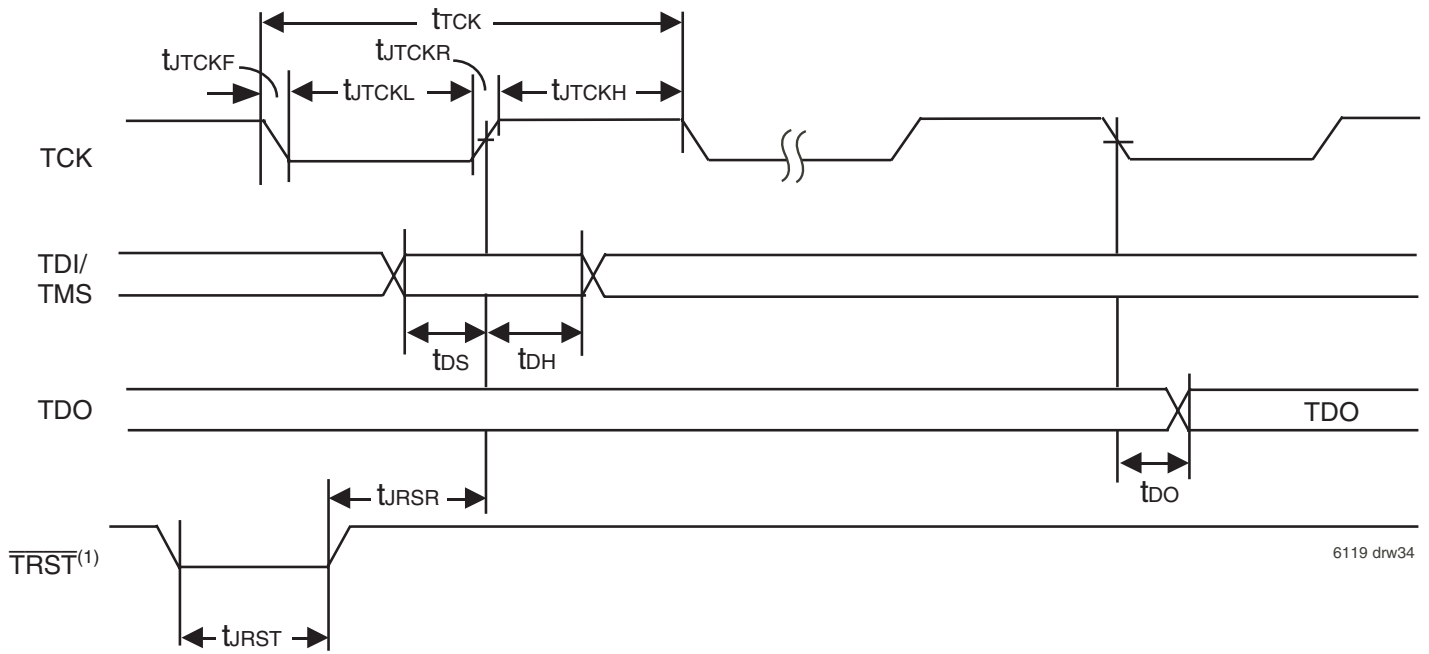 tTCK
tJTCKF
tJTCKR
tJTCKL
tJTCKH
TCK
TDI/
TMS
tDS
tDH
TDO
TDO
tDO
tJRSR
TRST(1)
6119 drw34
tJRST